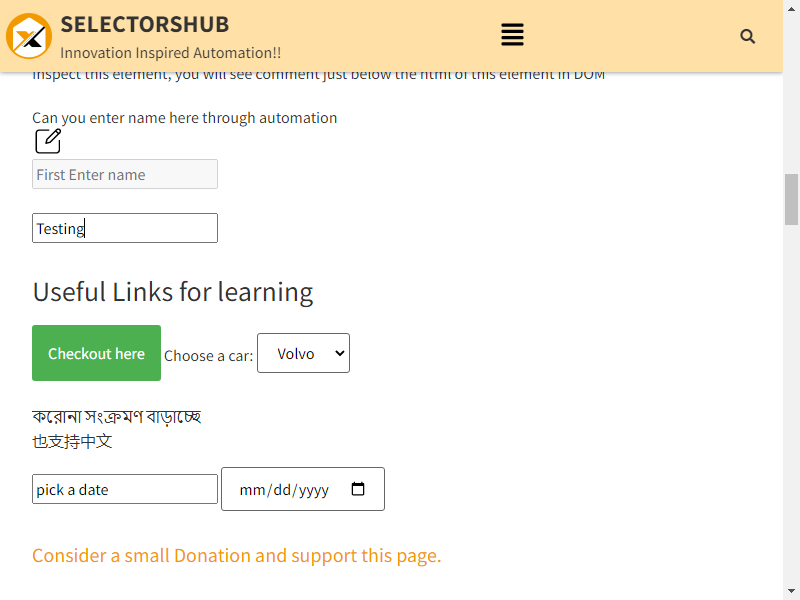 SELECTORSHUB
Innovation Inspired Automation!!
Inspect this element, you will see comment just below the html of this element in DOM
Can you enter name here through automation
First Enter name
Testing
Useful Links for learning
Checkout here Choose a car: Volvo
করোনা সংক্রমণ বাড়াচ্ছে
也支持中文
pick a date mm/dd/yyyy
Consider a small Donation and support this page.